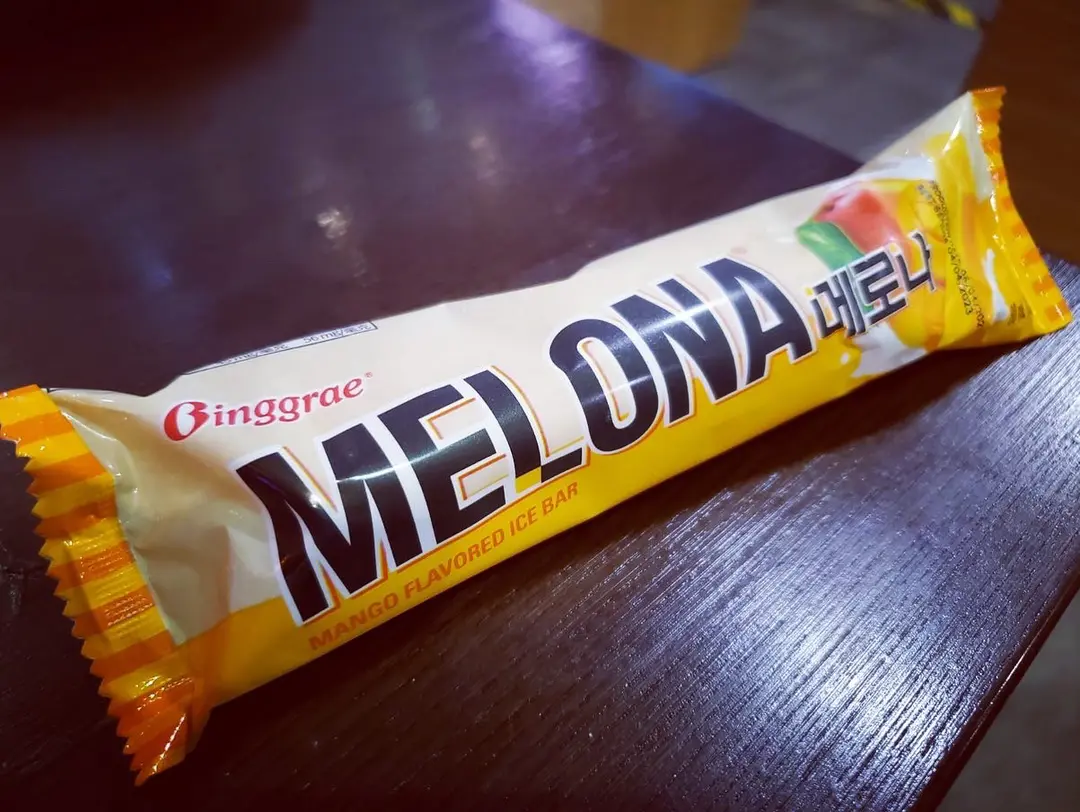 Binggrae
MELONA
메로나
MANGO FLAVORED ICE BAR